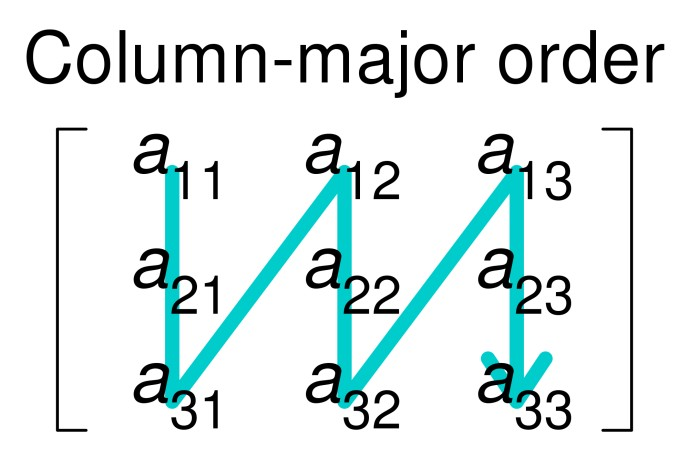 Column-major order
a11 a12 a13
a21 a22 a23
a31 a32 a33